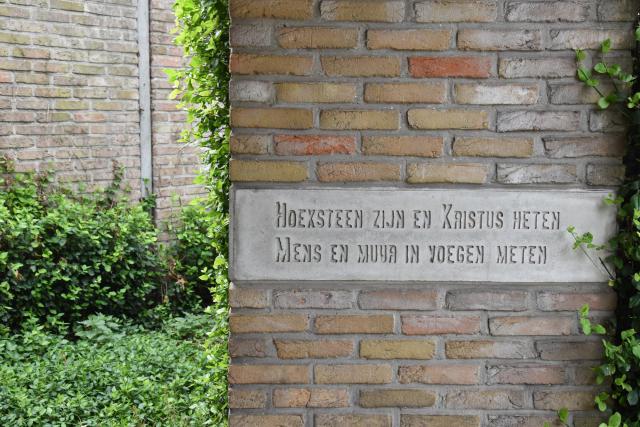 Hoeksteen zijn en Kristus heten
Mens en muur in voegen meten